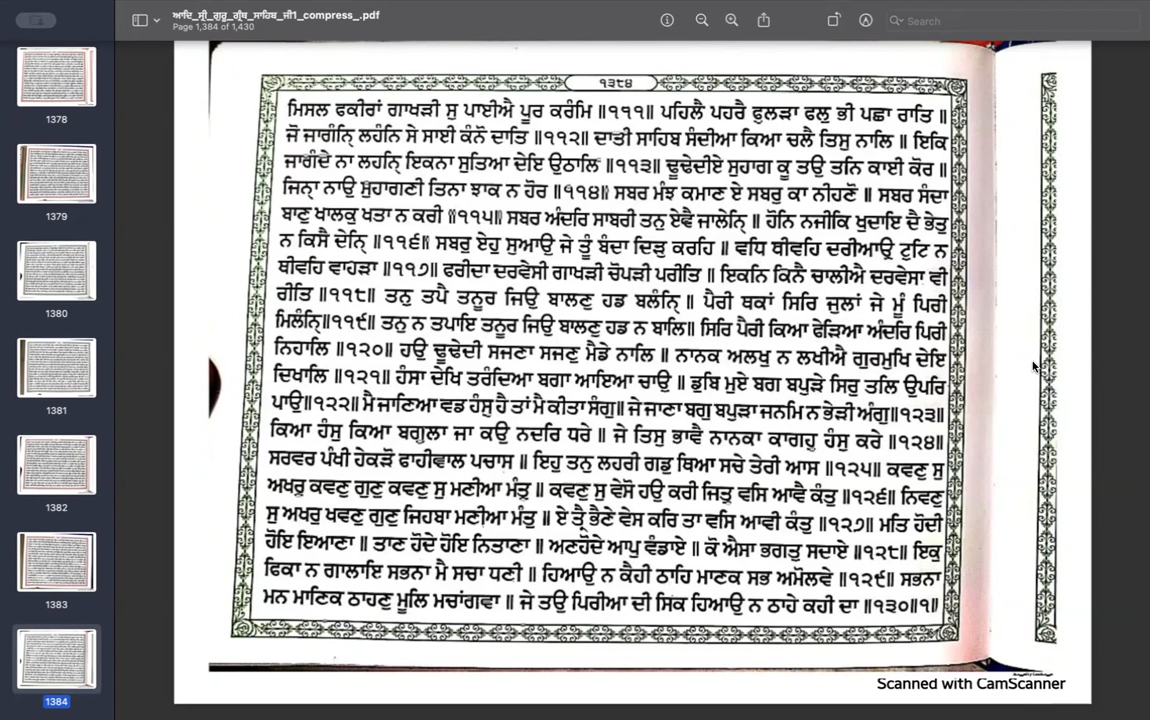 ਆਦਿ_ਸ੍ਰੀ_ਗੁਰੂ_ਗ੍ਰੰਥ_ਸਾਹਿਬ_ਜੀ1_compress_.pdf
Page 1,384 of 1,430
Search
1378
1379
1380
1381
1382
1383
1384
੧੩੮੪
ਮਿਸਲ ਫਕੀਰਾਂ ਗਾਖੜੀ ਸੁ ਪਾਈਐ ਪੂਰ ਕਰੰਮਿ ॥੧੧੧॥ ਪਹਿਲੈ ਪਹਰੈ ਫੁਲੜਾ ਫਲੁ ਭੀ ਪਛਾ ਰਾਤਿ ॥
ਜੋ ਜਾਗੰਨ੍ਹਿ ਲਹੰਨਿ ਸੇ ਸਾਈ ਕੰਨੋ ਦਾਤਿ ॥੧੧੨॥ ਦਾਤੀ ਸਾਹਿਬ ਸੰਦੀਆ ਕਿਆ ਚਲੈ ਤਿਸੁ ਨਾਲਿ ॥ ਇਕਿ
ਜਾਗੰਦੇ ਨਾ ਲਹਨ੍ਹਿ ਇਕਨਾ ਸੁਤਿਆ ਦੇਇ ਉਠਾਲਿ ॥੧੧੩॥ ਢੂਢੇਦੀਏ ਸੁਹਾਗ ਕੂ ਤਉ ਤਨਿ ਕਾਈ ਕੋਰ ॥
ਜਿਨ੍ਹਾ ਨਾਉ ਸੁਹਾਗਣੀ ਤਿਨਾ ਝਾਕ ਨ ਹੋਰ ॥੧੧੪॥ ਸਬਰ ਮੰਝ ਕਮਾਣ ਏ ਸਬਰੁ ਕਾ ਨੀਹਣੋ ॥ ਸਬਰ ਸੰਦਾ
ਬਾਣੁ ਖਾਲਕੁ ਖਤਾ ਨ ਕਰੀ ॥੧੧੫॥ ਸਬਰ ਅੰਦਰਿ ਸਾਬਰੀ ਤਨੁ ਏਵੈ ਜਾਲੇਨ੍ਹਿ ॥ ਹੋਨਿ ਨਜੀਕਿ ਖੁਦਾਇ ਦੈ ਭੇਤੁ
ਨ ਕਿਸੈ ਦੇਨ੍ਹਿ ॥੧੧੬॥ ਸਬਰੁ ਏਹੁ ਸੁਆਉ ਜੇ ਤੂੰ ਬੰਦਾ ਦਿੜੁ ਕਰਹਿ ॥ ਵਧਿ ਥੀਵਹਿ ਦਰੀਆਉ ਟੁਟਿ ਨ
ਥੀਵਹਿ ਵਾਹੜਾ ॥੧੧੭॥ ਫਰੀਦਾ ਦਰਵੇਸੀ ਗਾਖੜੀ ਚੋਪੜੀ ਪਰੀਤਿ ॥ ਇਕਨਿ ਕਿਨੈ ਚਾਲੀਐ ਦਰਵੇਸਾ ਵੀ
ਰੀਤਿ ॥੧੧੮॥ ਤਨੁ ਤਪੈ ਤਨੂਰ ਜਿਉ ਬਾਲਣੁ ਹਡ ਬਲੰਨ੍ਹਿ ॥ ਪੈਰੀ ਥਕਾਂ ਸਿਰਿ ਜੁਲਾਂ ਜੇ ਮੂੰ ਪਿਰੀ
ਮਿਲੰਨ੍ਹਿ॥੧੧੯॥ ਤਨੁ ਨ ਤਪਾਇ ਤਨੂਰ ਜਿਉ ਬਾਲਣੁ ਹਡ ਨ ਬਾਲਿ॥ ਸਿਰਿ ਪੈਰੀ ਕਿਆ ਫੇੜਿਆ ਅੰਦਰਿ ਪਿਰੀ
ਨਿਹਾਲਿ ॥੧੨੦॥ ਹਉ ਢੂਢੇਦੀ ਸਜਣਾ ਸਜਣੁ ਮੈਡੇ ਨਾਲਿ ॥ ਨਾਨਕ ਅਲਖੁ ਨ ਲਖੀਐ ਗੁਰਮੁਖਿ ਦੇਇ
ਦਿਖਾਲਿ ॥੧੨੧॥ ਹੰਸਾ ਦੇਖਿ ਤਰੰਦਿਆ ਬਗਾ ਆਇਆ ਚਾਉ ॥ ਡੁਬਿ ਮੁਏ ਬਗ ਬਪੁੜੇ ਸਿਰੁ ਤਲਿ ਉਪਰਿ
ਪਾਉ॥੧੨੨॥ ਮੈ ਜਾਣਿਆ ਵਡ ਹੰਸੁ ਹੈ ਤਾਂ ਮੈ ਕੀਤਾ ਸੰਗੁ॥ ਜੇ ਜਾਣਾ ਬਗੁ ਬਪੁੜਾ ਜਨਮਿ ਨ ਭੇੜੀ ਅੰਗੁ॥੧੨੩॥
ਕਿਆ ਹੰਸੁ ਕਿਆ ਬਗੁਲਾ ਜਾ ਕਉ ਨਦਰਿ ਧਰੇ ॥ ਜੇ ਤਿਸੁ ਭਾਵੈ ਨਾਨਕਾ ਕਾਗਹੁ ਹੰਸੁ ਕਰੇ ॥੧੨੪॥
ਸਰਵਰ ਪੰਖੀ ਹੇਕੜੋ ਫਾਹੀਵਾਲ ਪਚਾਸ ॥ ਇਹੁ ਤਨੁ ਲਹਰੀ ਗਡੁ ਥਿਆ ਸਚੇ ਤੇਰੀ ਆਸ ॥੧੨੫॥ ਕਵਣੁ ਸੁ
ਅਖਰੁ ਕਵਣੁ ਗੁਣੁ ਕਵਣੁ ਸੁ ਮਣੀਆ ਮੰਤੁ ॥ ਕਵਣੁ ਸੁ ਵੇਸੋ ਹਉ ਕਰੀ ਜਿਤੁ ਵਸਿ ਆਵੈ ਕੰਤੁ ॥੧੨੬॥ ਨਿਵਣੁ
ਸੁ ਅਖਰੁ ਖਵਣੁ ਗੁਣੁ ਜਿਹਬਾ ਮਣੀਆ ਮੰਤੁ ॥ ਏ ਤ੍ਰੈ ਭੈਣੇ ਵੇਸ ਕਰਿ ਤਾਂ ਵਸਿ ਆਵੀ ਕੰਤੁ ॥੧੨੭॥ ਮਤਿ ਹੋਦੀ
ਹੋਇ ਇਆਣਾ ॥ ਤਾਣ ਹੋਦੇ ਹੋਇ ਨਿਤਾਣਾ ॥ ਅਣਹੋਦੇ ਆਪੁ ਵੰਡਾਏ ॥ ਕੋ ਐਸਾ ਭਗਤੁ ਸਦਾਏ ॥੧੨੮॥ ਇਕੁ
ਫਿਕਾ ਨ ਗਾਲਾਇ ਸਭਨਾ ਮੈ ਸਚਾ ਧਣੀ ॥ ਹਿਆਉ ਨ ਕੈਹੀ ਠਾਹਿ ਮਾਣਕ ਸਭ ਅਮੋਲਵੇ ॥੧੨੯॥ ਸਭਨਾ
ਮਨ ਮਾਣਿਕ ਠਾਹਣੁ ਮੂਲਿ ਮਚਾਂਗਵਾ ॥ ਜੇ ਤਉ ਪਿਰੀਆ ਦੀ ਸਿਕ ਹਿਆਉ ਨ ਠਾਹੇ ਕਹੀ ਦਾ ॥੧੩੦॥੧॥
Scanned with CamScanner